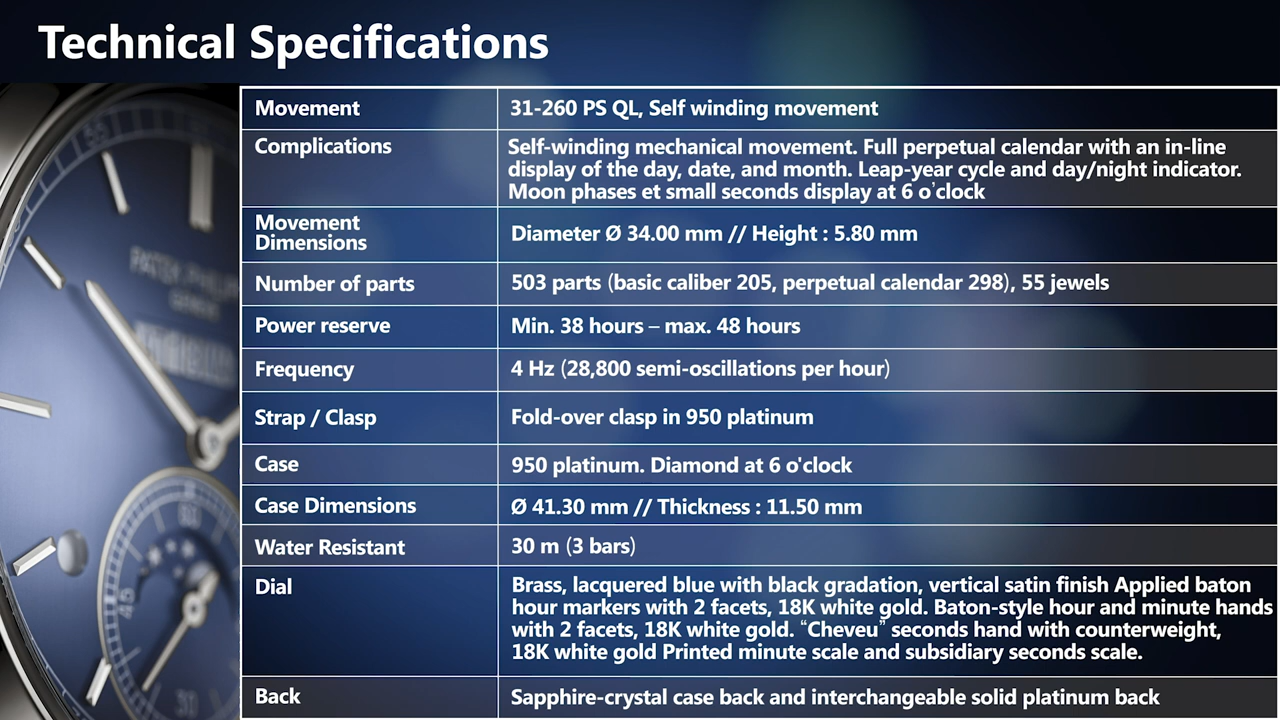 Technical Specifications
Movement
31-260 PS QL, Self winding movement
Complications
Self-winding mechanical movement. Full perpetual calendar with an in-line
display of the day, date, and month. Leap-year cycle and day/night indicator.
Moon phases et small seconds display at 6 o'clock
Movement
Dimensions
Diameter Ø 34.00 mm // Height : 5.80 mm
Number of parts
503 parts (basic caliber 205, perpetual calendar 298), 55 jewels
Power reserve
Min. 38 hours – max. 48 hours
Frequency
4 Hz (28,800 semi-oscillations per hour)
Strap / Clasp
Fold-over clasp in 950 platinum
Case
950 platinum. Diamond at 6 o'clock
Case Dimensions
Ø 41.30 mm // Thickness : 11.50 mm
Water Resistant
30 m (3 bars)
Dial
Brass, lacquered blue with black gradation, vertical satin finish Applied baton
hour markers with 2 facets, 18K white gold. Baton-style hour and minute hands
with 2 facets, 18K white gold. “Cheveu” seconds hand with counterweight,
18K white gold Printed minute scale and subsidiary seconds scale.
Back
Sapphire-crystal case back and interchangeable solid platinum back
55
PATEK PHILIPP
GENEVE
60
45
30